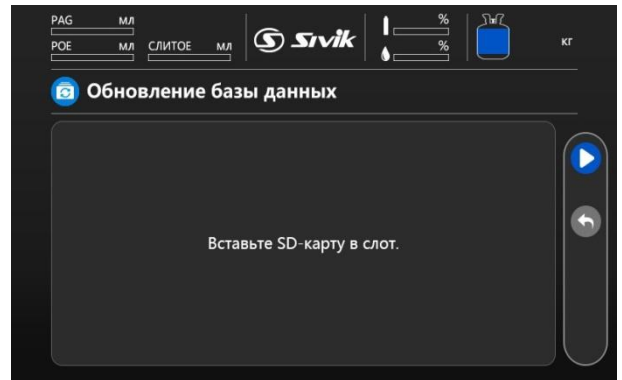 PAG мл
POE мл СЛИТОЕ мл
Sivik
%
%
кг
Обновление базы данных
Вставьте SD-карту в слот.